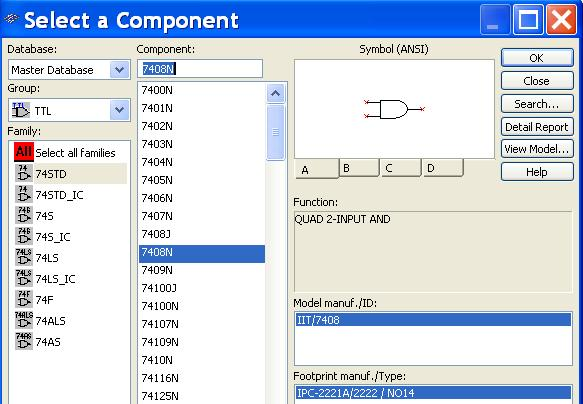 Select a Component
Database:
Master Database
Group:
TTL
Family:
All Select all families
74STD
74STD_IC
74S
74S_IC
74LS
74LS_IC
74F
74ALS
74AS
Component:
7408N
7400N
7401N
7402N
7403N
7404N
7405N
7406N
7407N
7408J
7408N
7409N
74100J
74100N
74107N
74109N
7410N
74116N
74125N
Symbol (ANSI)
A B C D
Function:
QUAD 2-INPUT AND
Model manuf./ID:
IIT/7408
Footprint manuf./Type:
IPC-2221A/2222 / NO14
OK
Close
Search...
Detail Report
View Model...
Help